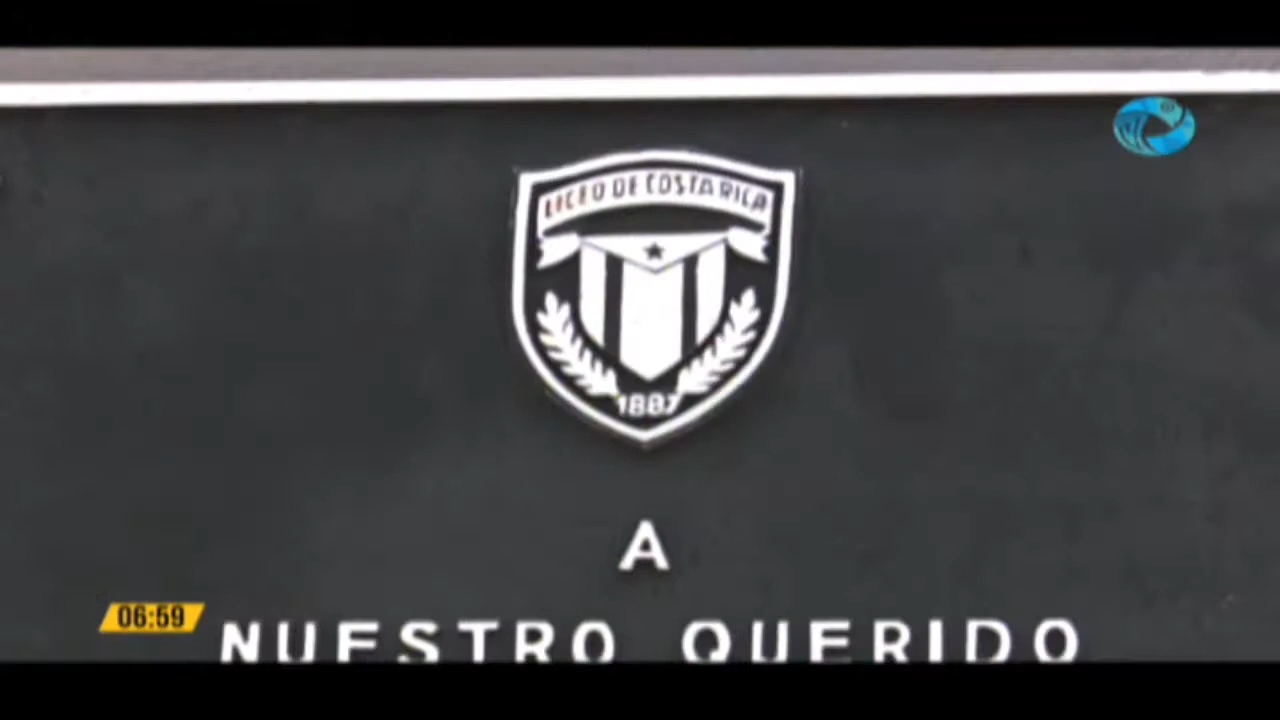 LICEO DE COSTA RICA
1887
A
06:59
NUESTRO QUERIDO